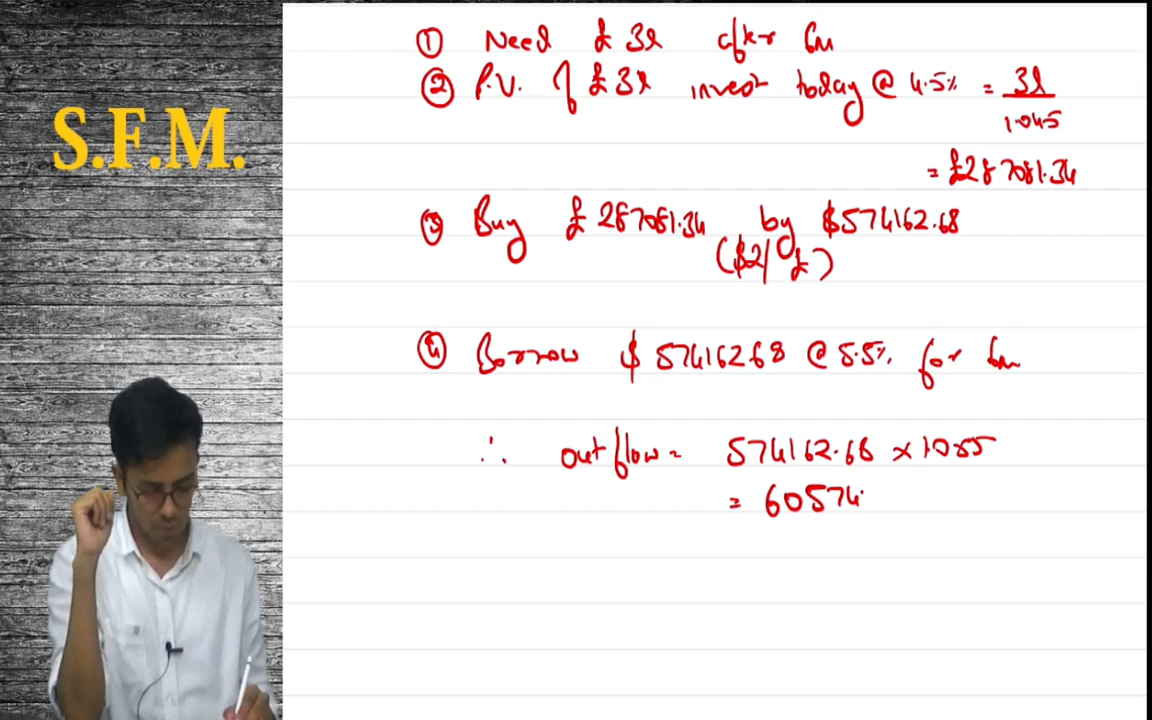 S.F.M.
① Need £ 3l after 6m
② P.V. of £ 3l invest today @ 4.5% = 3l
1.045
= £287081.34
③ Buy £ 287081.34 by $574162.68
($2/£)
④ Borrow $ 574162.68 @ 5.5% for 6m
∴ outflow = 574162.68 x 1.055
= 60574